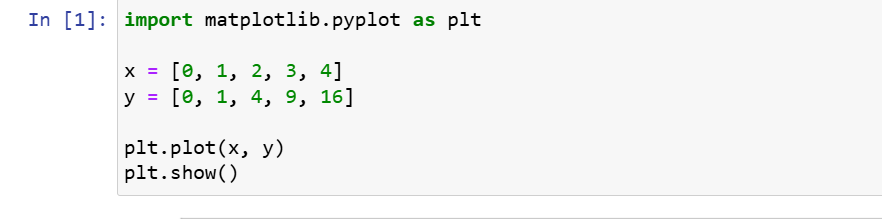 In [1]: import matplotlib.pyplot as plt
x = [0, 1, 2, 3, 4]
y = [0, 1, 4, 9, 16]
plt.plot(x, y)
plt.show()